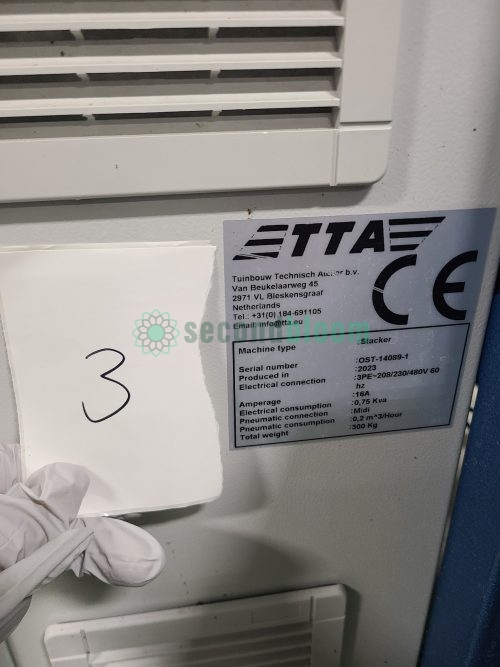 TTA
Tuinbouw Technisch Atelier b.v.
Van Beukelaarweg 45
2971 VL Bleskensgraaf
Netherlands
Tel.: +31(0) 184-691105
Email: info@tta.eu
CE
secondbloom
3
Machine type :Stacker
Serial number :OST-14089-1
Produced in :2023
Electrical connection :3PE~208/230/480V 60 hz
Amperage :16A
Electrical consumption :0,75 Kva
Pneumatic connection :Midi
Pneumatic consumption :0,2 m^3/Hour
Total weight :300 Kg